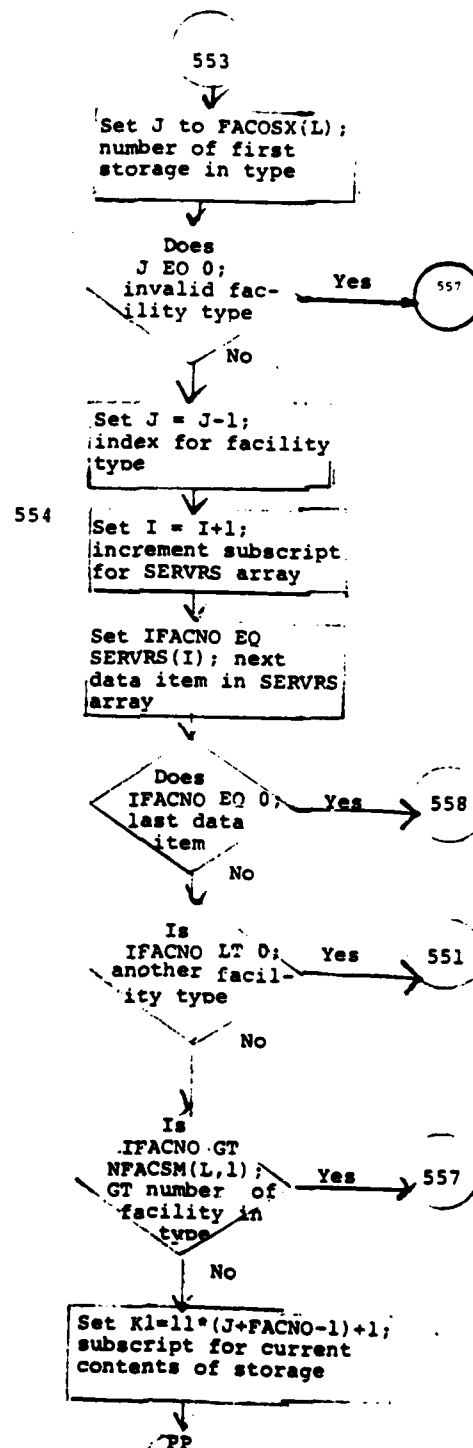 553
Set J to FACOSX(L);
number of first
storage in type
Does
J EQ 0;
invalid fac-
ility type
Yes
557
No
Set J = J-1;
index for facility
type
554
Set I = I+1;
increment subscript
for SERVRS array
Set IFACNO EQ
SERVRS(I); next
data item in SERVRS
array
Does
IFACNO EQ 0;
last data
item
Yes
558
No
Is
IFACNO LT 0;
another facil-
ity type
Yes
551
No
Is
IFACNO GT
NFACSM(L,1);
GT number of
facility in
type
Yes
557
No
Set K1=11*(J+FACNO-1)+1;
subscript for current
contents of storage
PP